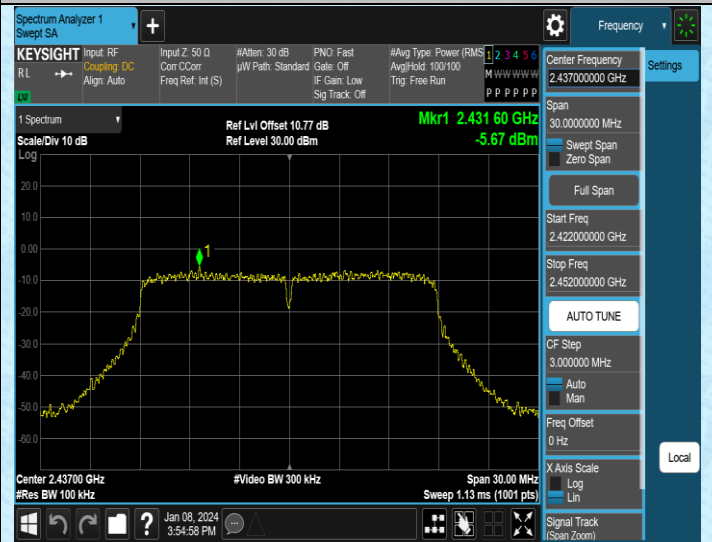 Spectrum Analyzer 1
Swept SA
+
Frequency
KEYSIGHT
RL
LXI
Input: RF
Coupling: DC
Align: Auto
Input Z: 50 Ω
Corr CCorr
Freq Ref: Int (S)
#Atten: 30 dB
µW Path: Standard
PNO: Fast
Gate: Off
IF Gain: Low
Sig Track: Off
#Avg Type: Power (RMS
Avg|Hold: 100/100
Trig: Free Run
1 2 3 4 5 6
M W W W W W
P P P P P P
1 Spectrum
Scale/Div 10 dB
Log
Ref Lvl Offset 10.77 dB
Ref Level 30.00 dBm
Mkr1 2.431 60 GHz
-5.67 dBm
20.0
10.0
0.00
-10.0
-20.0
-30.0
-40.0
-50.0
-60.0
1
Center 2.43700 GHz
#Res BW 100 kHz
#Video BW 300 kHz
Span 30.00 MHz
Sweep 1.13 ms (1001 pts)
Center Frequency
2.437000000 GHz
Settings
Span
30.0000000 MHz
Swept Span
Zero Span
Full Span
Start Freq
2.422000000 GHz
Stop Freq
2.452000000 GHz
AUTO TUNE
CF Step
3.000000 MHz
Auto
Man
Freq Offset
0 Hz
X Axis Scale
Log
Lin
Local
Signal Track
(Span Zoom)
?
Jan 08, 2024
3:54:58 PM